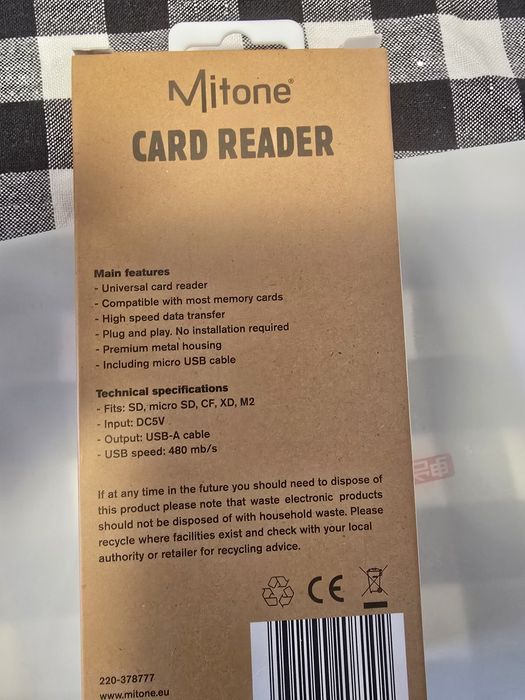 Mitone®
CARD READER
Main features
- Universal card reader
- Compatible with most memory cards
- High speed data transfer
- Plug and play. No installation required
- Premium metal housing
- Including micro USB cable
Technical specifications
- Fits: SD, micro SD, CF, XD, M2
- Input: DC5V
- Output: USB-A cable
- USB speed: 480 mb/s
If at any time in the future you should need to dispose of
this product please note that waste electronic products
should not be disposed of with household waste. Please
recycle where facilities exist and check with your local
authority or retailer for recycling advice.
CE
220-378777
www.mitone.eu